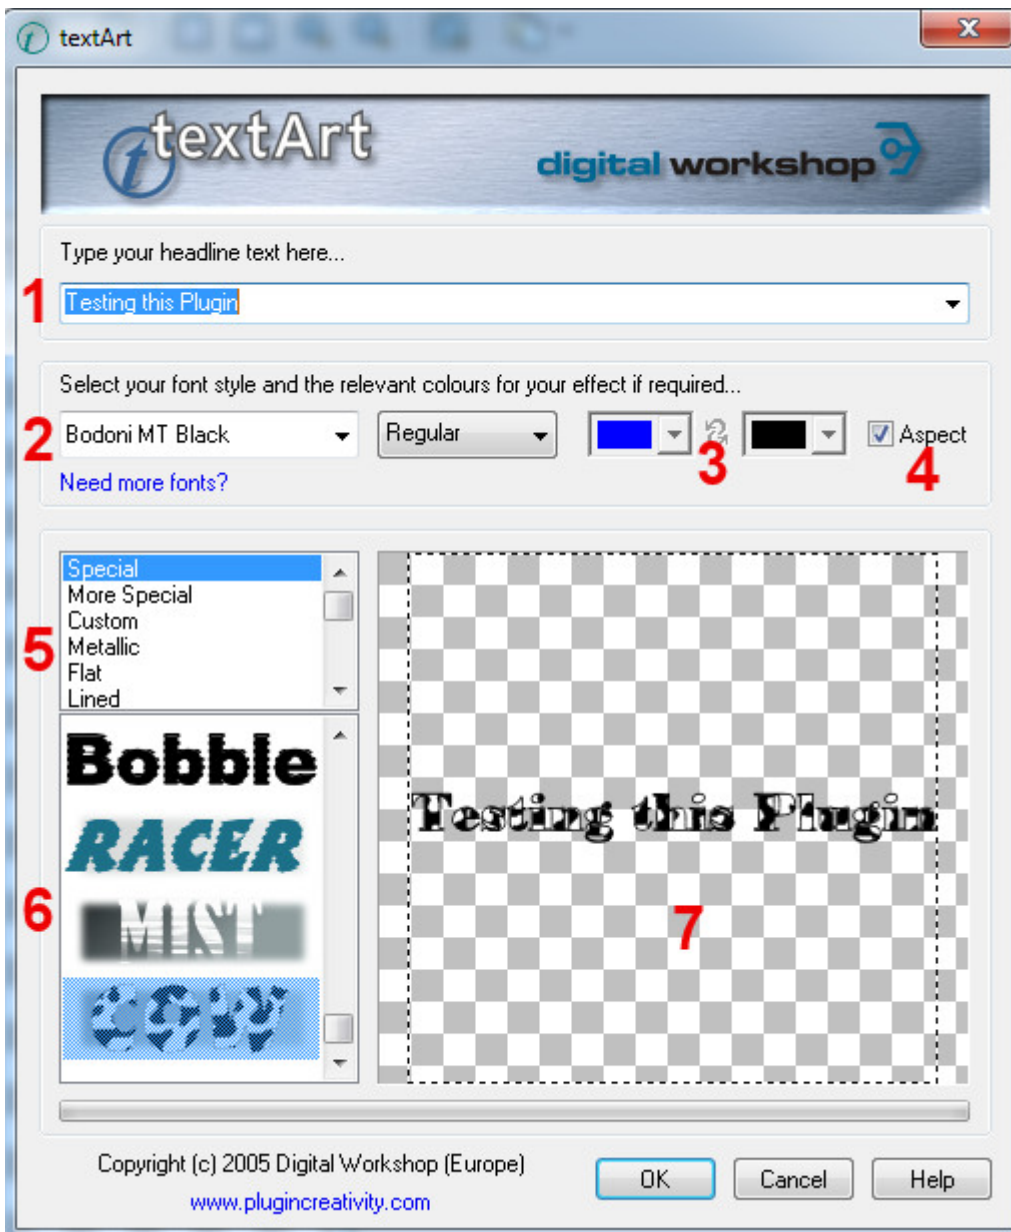 textArt
textArt
digital workshop
Type your headline text here...
1
Testing this Plugin
Select your font style and the relevant colours for your effect if required...
2
Bodoni MT Black
Regular
3
Aspect
4
Need more fonts?
5
Special
More Special
Custom
Metallic
Flat
Lined
6
Bobble
RACER
MIST
COW
Testing this Plugin
7
Copyright (c) 2005 Digital Workshop (Europe)
www.plugincreativity.com
OK
Cancel
Help